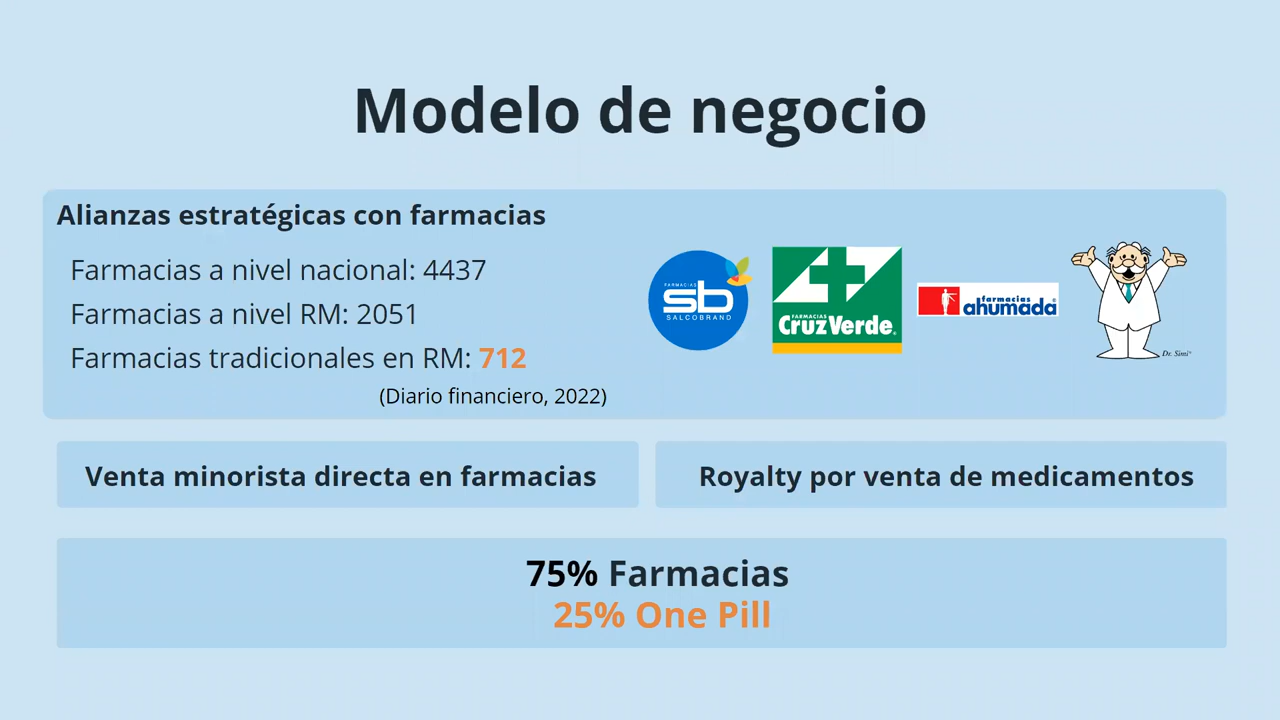 Modelo de negocio
Alianzas estratégicas con farmacias
Farmacias a nivel nacional: 4437
Farmacias a nivel RM: 2051
Farmacias tradicionales en RM: 712
(Diario financiero, 2022)
FARMACIAS
sb
SALCOBRAND
FARMACIAS
CruzVerde.
farmacias
ahumada
Dr. Simi
Venta minorista directa en farmacias
Royalty por venta de medicamentos
75% Farmacias
25% One Pill